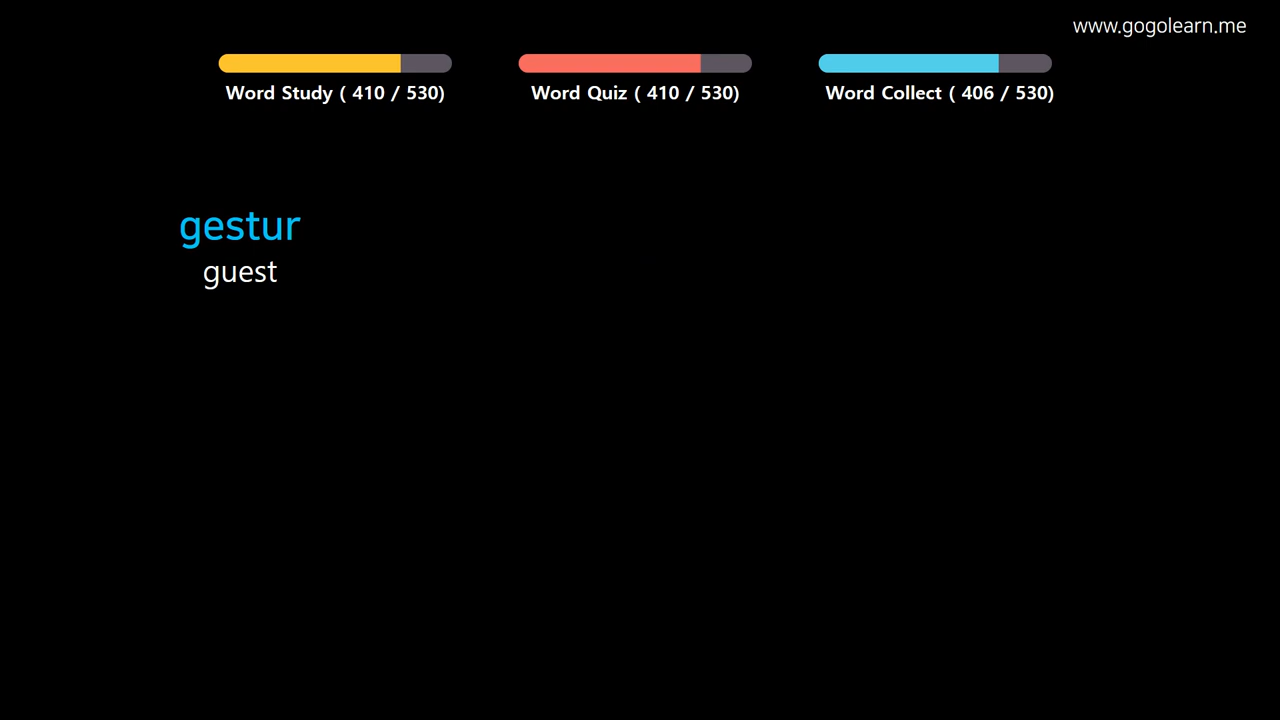 www.gogolearn.me
Word Study ( 410 / 530)
Word Quiz ( 410 / 530)
Word Collect ( 406 / 530)
gestur
guest